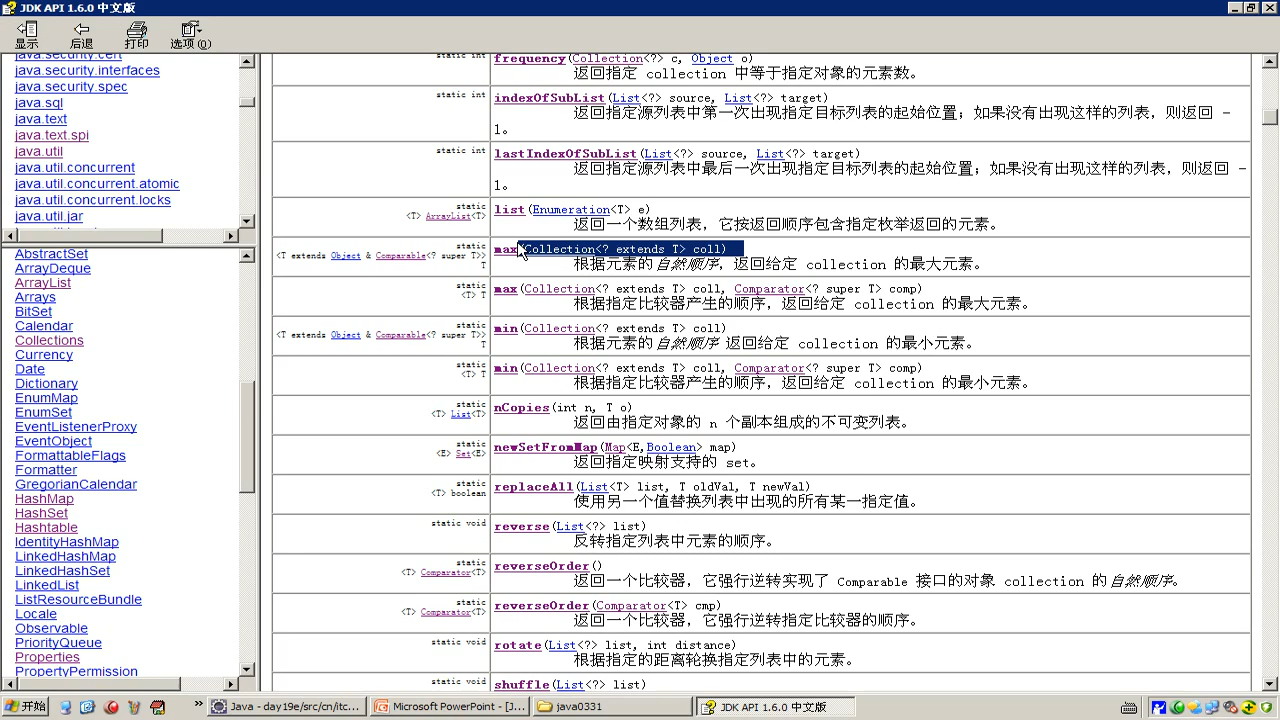 JDK API 1.6.0 中文版
显示 后退 打印 选项(O)
java.security.cert
java.security.interfaces
java.security.spec
java.sql
java.text
java.text.spi
java.util
java.util.concurrent
java.util.concurrent.atomic
java.util.concurrent.locks
java.util.jar
AbstractSet
ArrayDeque
ArrayList
Arrays
BitSet
Calendar
Collections
Currency
Date
Dictionary
EnumMap
EnumSet
EventListenerProxy
EventObject
FormattableFlags
Formatter
GregorianCalendar
HashMap
HashSet
Hashtable
IdentityHashMap
LinkedHashMap
LinkedHashSet
LinkedList
ListResourceBundle
Locale
Observable
PriorityQueue
Properties
PropertyPermission
static int frequency(Collection<?> c, Object o)
返回指定 collection 中等于指定对象的元素数。
static int indexOfSubList(List<?> source, List<?> target)
返回指定源列表中第一次出现指定目标列表的起始位置；如果没有出现这样的列表，则返回 -
1。
static int lastIndexOfSubList(List<?> source, List<?> target)
返回指定源列表中最后一次出现指定目标列表的起始位置；如果没有出现这样的列表，则返回 -
1。
static
<T> ArrayList<T> list(Enumeration<T> e)
返回一个数组列表，它按返回顺序包含指定枚举返回的元素。
static
<T extends Object & Comparable<? super T>>
T max(Collection<? extends T> coll)
根据元素的自然顺序，返回给定 collection 的最大元素。
static
<T> T max(Collection<? extends T> coll, Comparator<? super T> comp)
根据指定比较器产生的顺序，返回给定 collection 的最大元素。
static
<T extends Object & Comparable<? super T>>
T min(Collection<? extends T> coll)
根据元素的自然顺序 返回给定 collection 的最小元素。
static
<T> T min(Collection<? extends T> coll, Comparator<? super T> comp)
根据指定比较器产生的顺序，返回给定 collection 的最小元素。
static
<T> List<T> nCopies(int n, T o)
返回由指定对象的 n 个副本组成的不可变列表。
static
<E> Set<E> newSetFromMap(Map<E,Boolean> map)
返回指定映射支持的 set。
static
<T> boolean replaceAll(List<T> list, T oldVal, T newVal)
使用另一个值替换列表中出现的所有某一指定值。
static void reverse(List<?> list)
反转指定列表中元素的顺序。
static
<T> Comparator<T> reverseOrder()
返回一个比较器，它强行逆转实现了 Comparable 接口的对象 collection 的自然顺序。
static
<T> Comparator<T> reverseOrder(Comparator<T> cmp)
返回一个比较器，它强行逆转指定比较器的顺序。
static void rotate(List<?> list, int distance)
根据指定的距离轮换指定列表中的元素。
static void shuffle(List<?> list)
开始 » Java - day19e/src/cn/itc... Microsoft PowerPoint - [J... java0331 JDK API 1.6.0 中文版